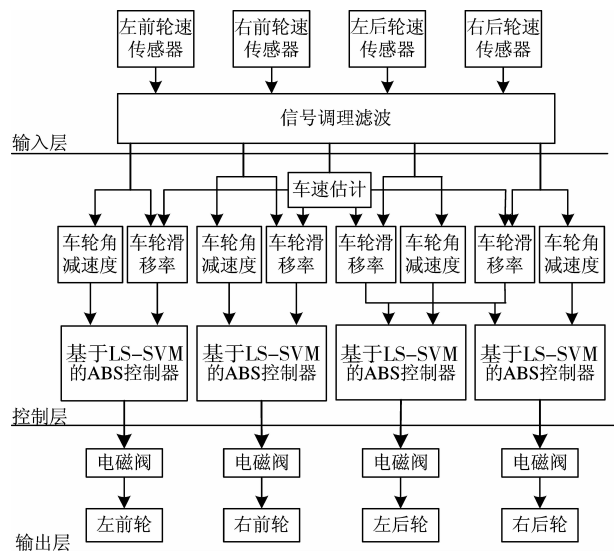 左前轮速
传感器
右前轮速
传感器
左后轮速
传感器
右后轮速
传感器
信号调理滤波
输入层
车速估计
车轮角
减速度
车轮滑
移率
车轮角
减速度
车轮滑
移率
车轮滑
移率
车轮角
减速度
车轮滑
移率
车轮角
减速度
基于LS-SVM
的ABS控制器
基于LS-SVM
的ABS控制器
基于LS-SVM
的ABS控制器
基于LS-SVM
的ABS控制器
控制层
电磁阀
电磁阀
电磁阀
电磁阀
左前轮
右前轮
左后轮
右后轮
输出层